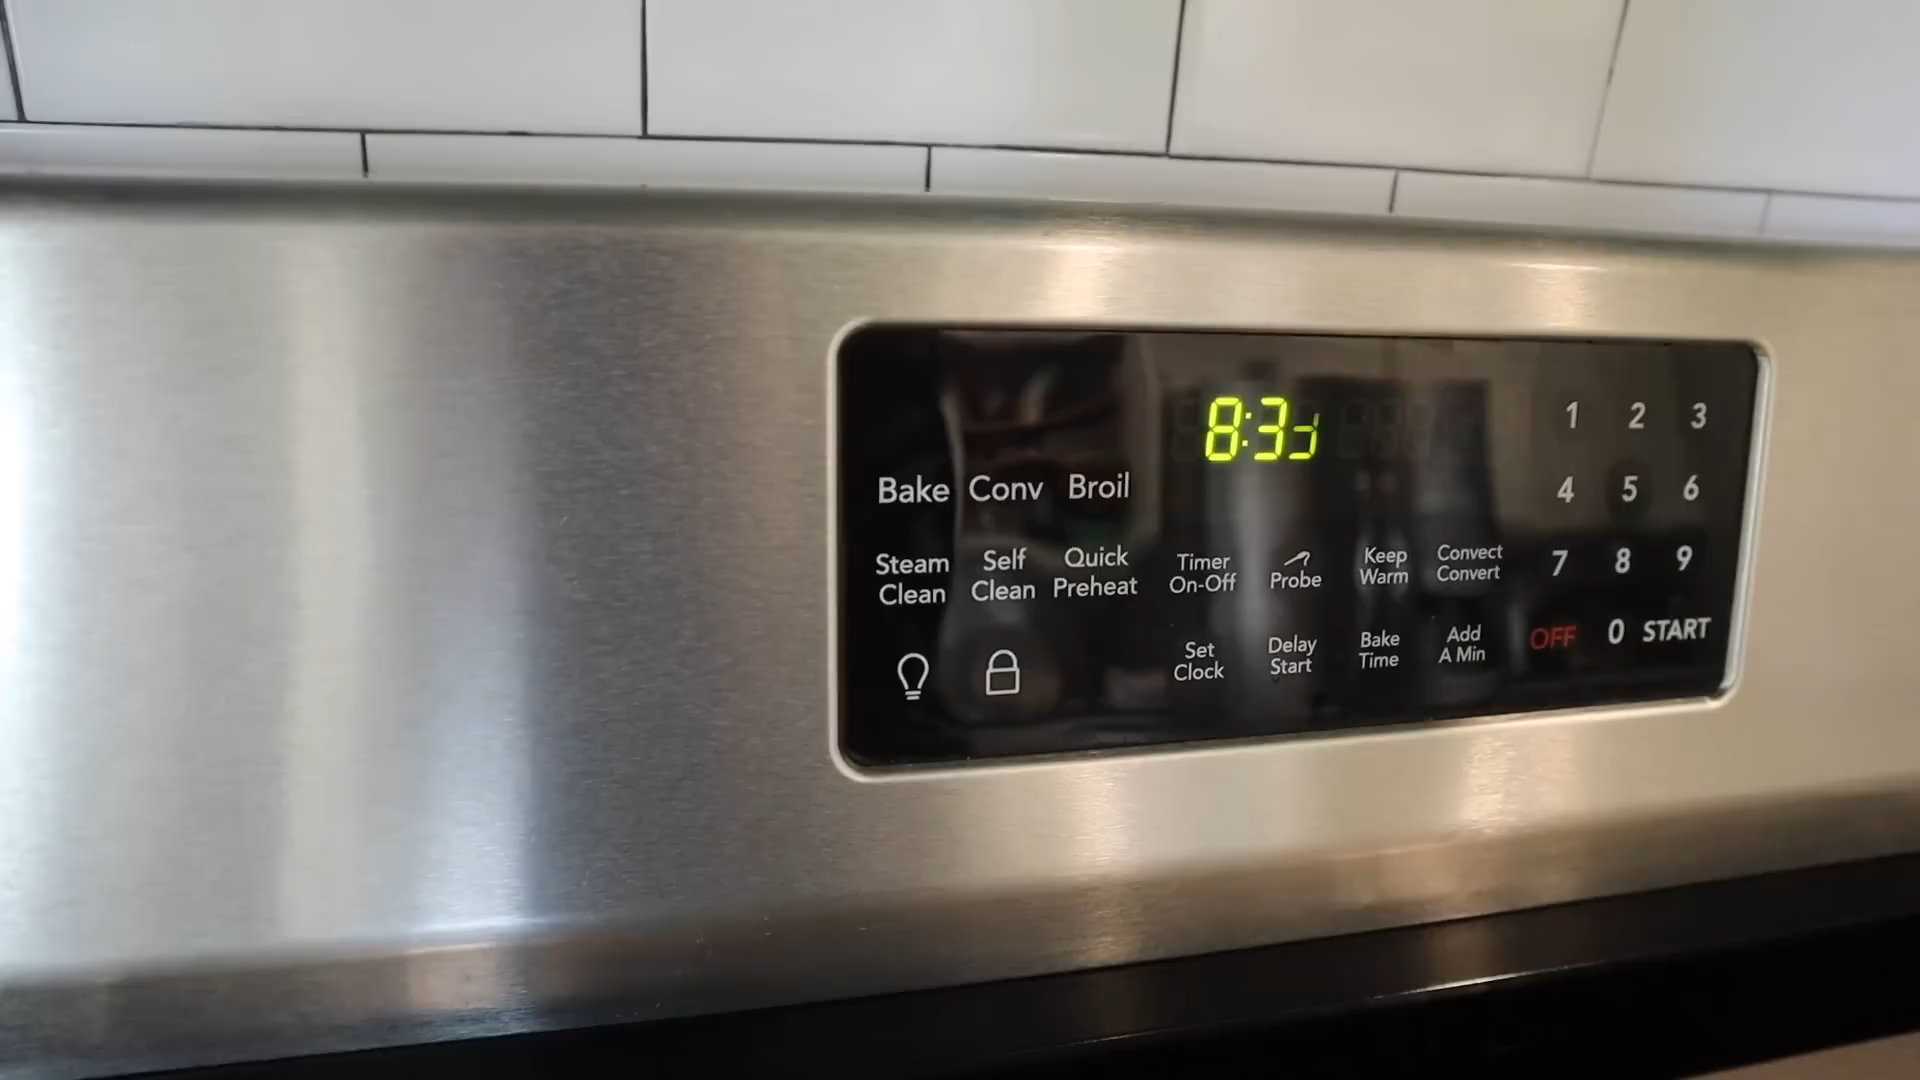 8:3
1 2 3
Bake Conv Broil
4 5 6
Steam Clean
Self Clean
Quick Preheat
Timer On-Off
Probe
Keep Warm
Convect Convert
7 8 9
Set Clock
Delay Start
Bake Time
Add A Min
OFF 0 START